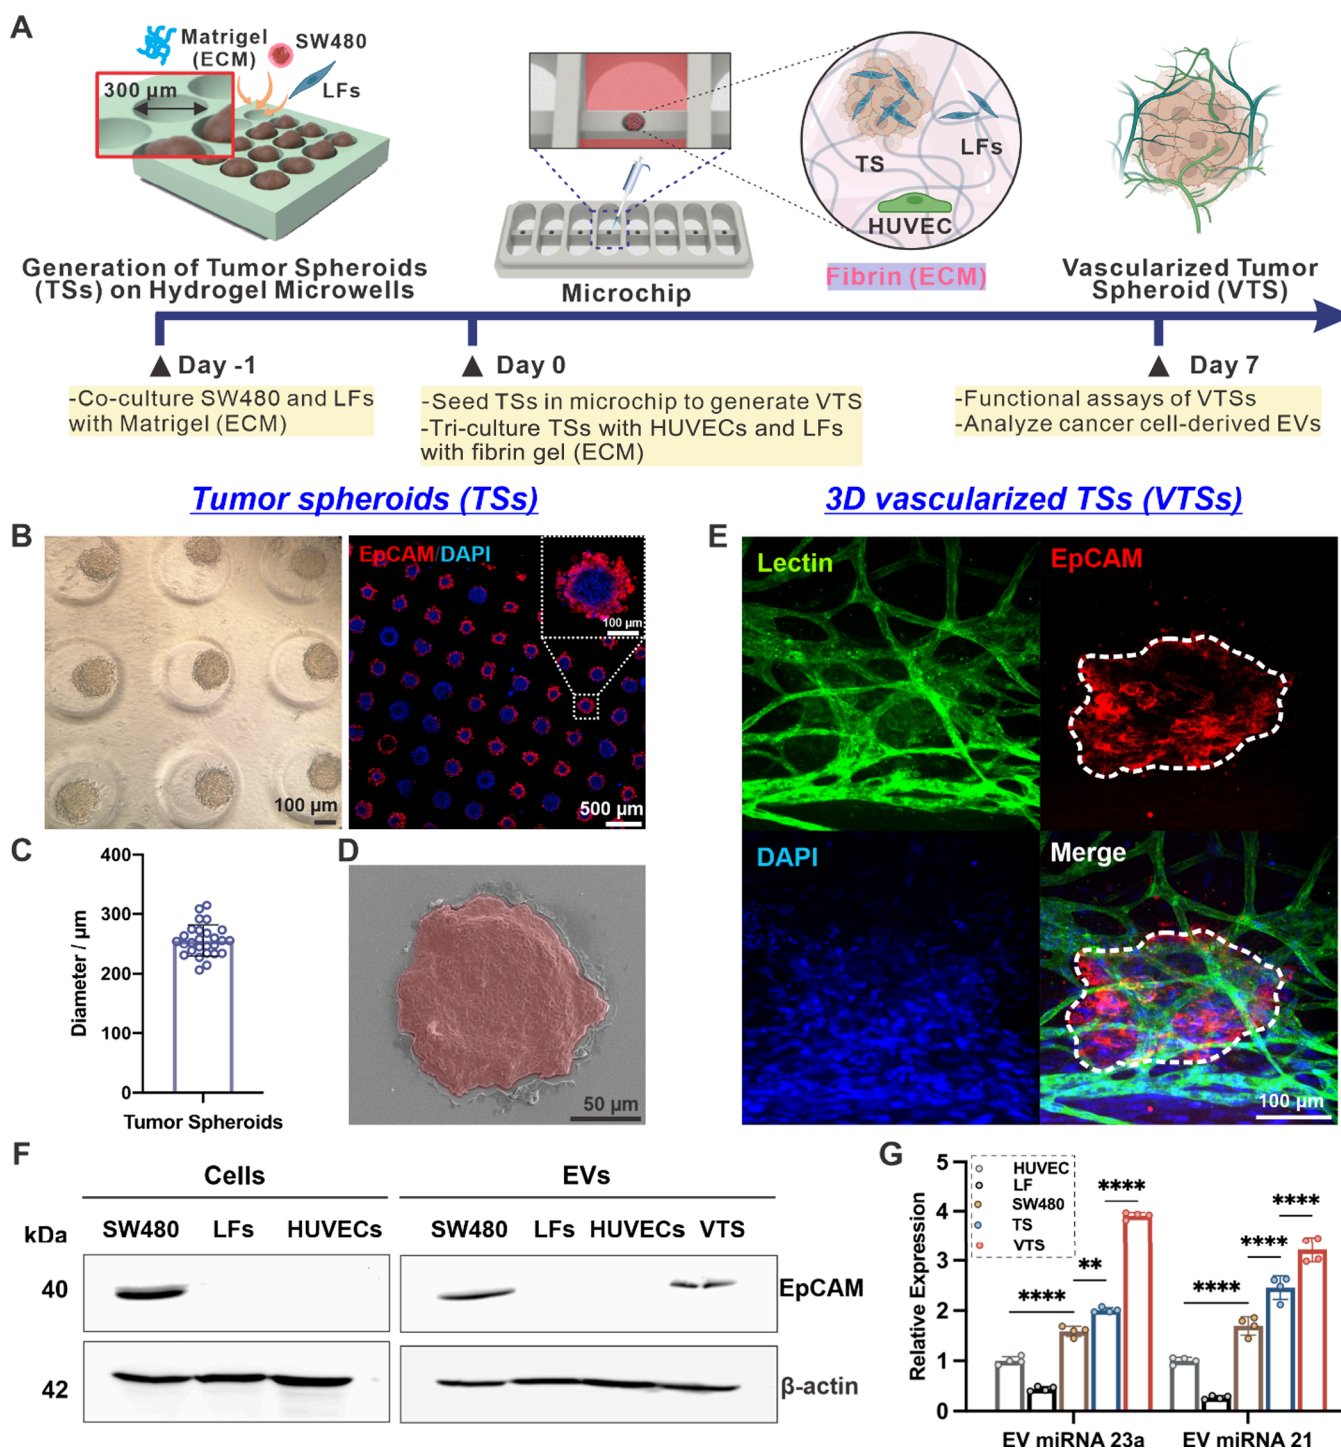 A
Matrigel
(ECM)
SW480
300 µm
LFs
TS
LFs
HUVEC
Generation of Tumor Spheroids
(TSs) on Hydrogel Microwells
Microchip
Fibrin (ECM)
Vascularized Tumor
Spheroid (VTS)
▲ Day -1
▲ Day 0
▲ Day 7
-Co-culture SW480 and LFs
with Matrigel (ECM)
-Seed TSs in microchip to generate VTS
-Tri-culture TSs with HUVECs and LFs
with fibrin gel (ECM)
-Functional assays of VTSs
-Analyze cancer cell-derived EVs
Tumor spheroids (TSs)
3D vascularized TSs (VTSs)
B
100 µm
EpCAM/DAPI
100 µm
500 µm
E
Lectin
EpCAM
DAPI
Merge
100 µm
C
400
300
200
100
0
Diameter / µm
Tumor Spheroids
D
50 µm
F
Cells
EVs
kDa
SW480
LFs
HUVECs
SW480
LFs
HUVECs
VTS
40
EpCAM
42
β-actin
G
5
4
3
2
1
0
Relative Expression
HUVEC
LF
SW480
TS
VTS
****
**
****
****
****
****
EV miRNA 23a
EV miRNA 21